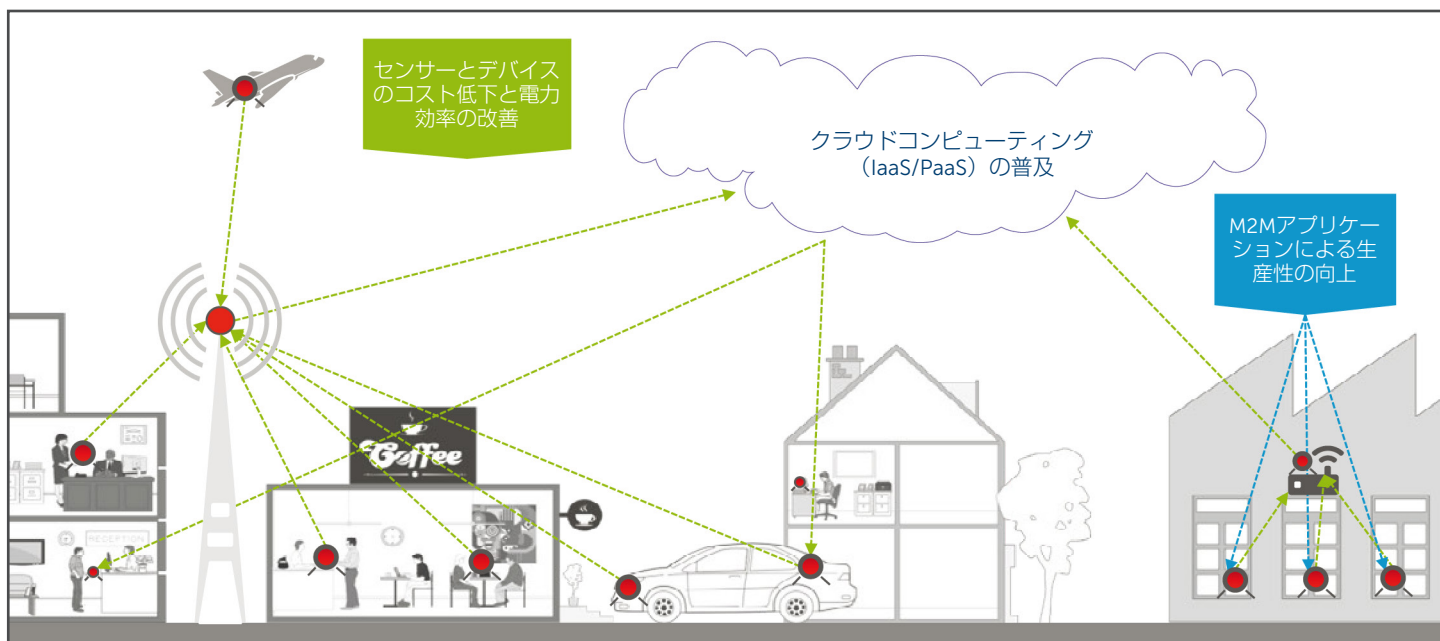 センサーとデバイス
のコスト低下と電力
効率の改善
クラウドコンピューティング
（IaaS/PaaS）の普及
M2Mアプリケー
ションによる生
産性の向上
Coffee
RECEPTION